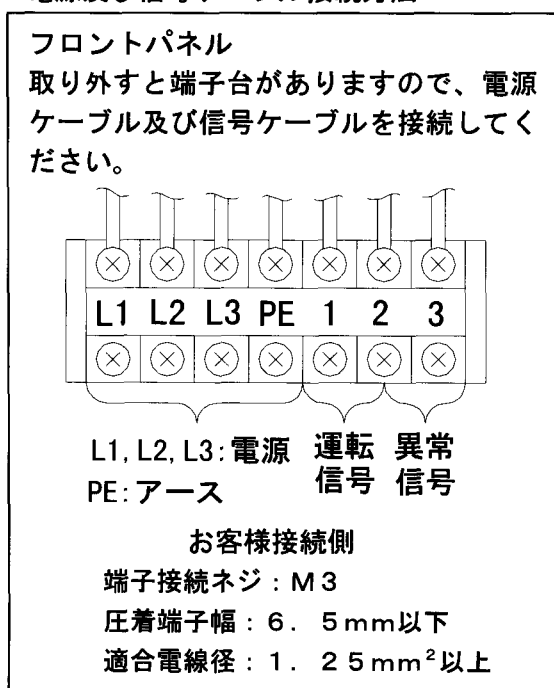 フロントパネル
取り外すと端子台がありますので、電源
ケーブル及び信号ケーブルを接続してく
ださい。
L1 L2 L3 PE 1 2 3
L1, L2, L3:電源 運転 異常
PE:アース 信号 信号
お客様接続側
端子接続ネジ:M3
圧着端子幅:6. 5mm以下
適合電線径:1. 25mm²以上